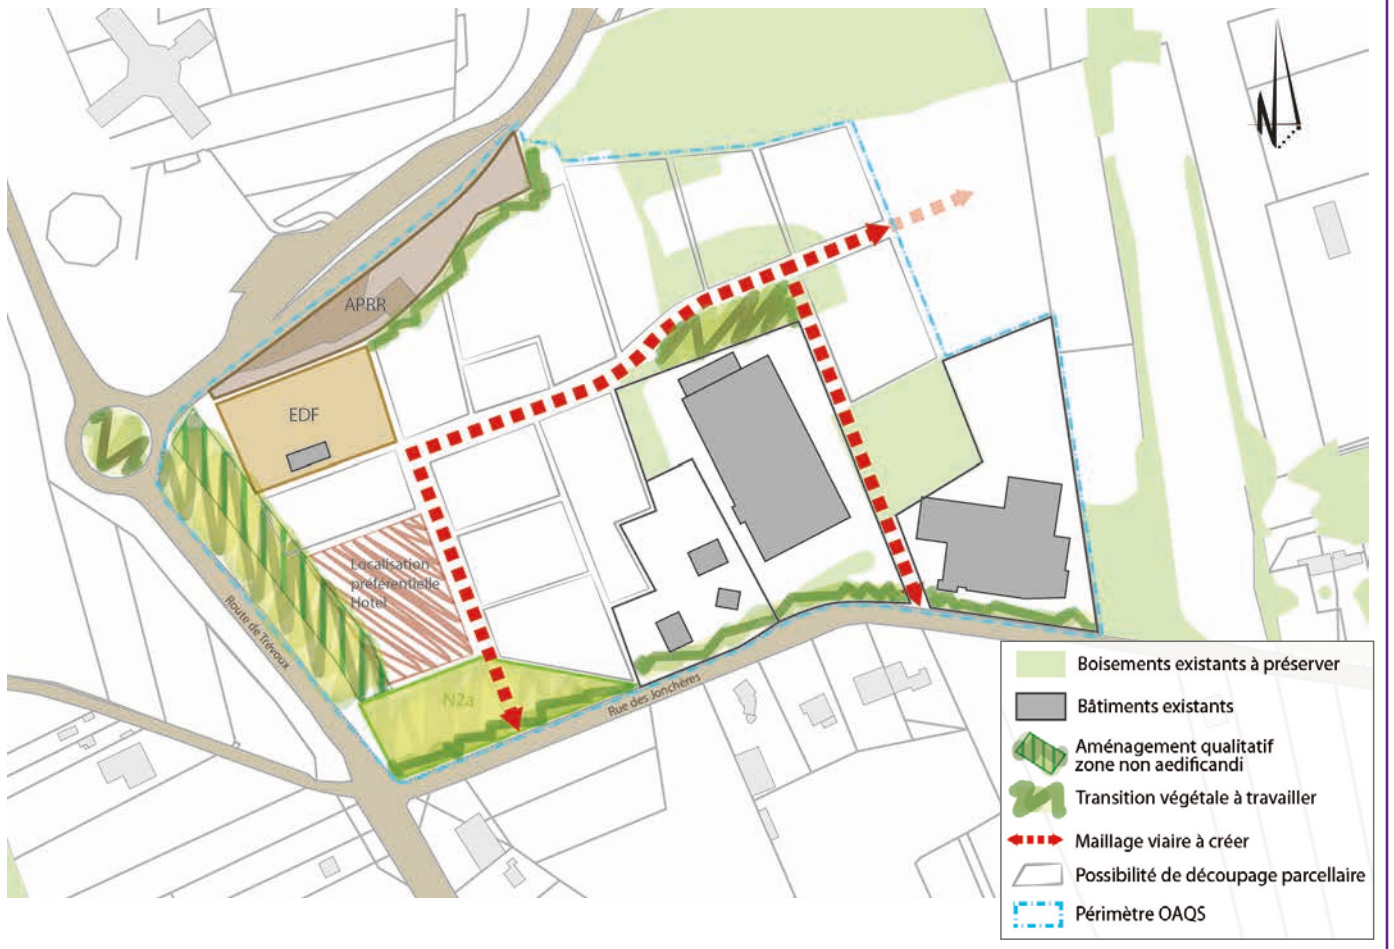 N
APRR
EDF
Localisation
préférentielle
Hotel
Route de Trévoux
N2a
Rue des Jonchères
Boisements existants à préserver
Bâtiments existants
Aménagement qualitatif
zone non aedificandi
Transition végétale à travailler
Maillage viaire à créer
Possibilité de découpage parcellaire
Périmètre OAQS